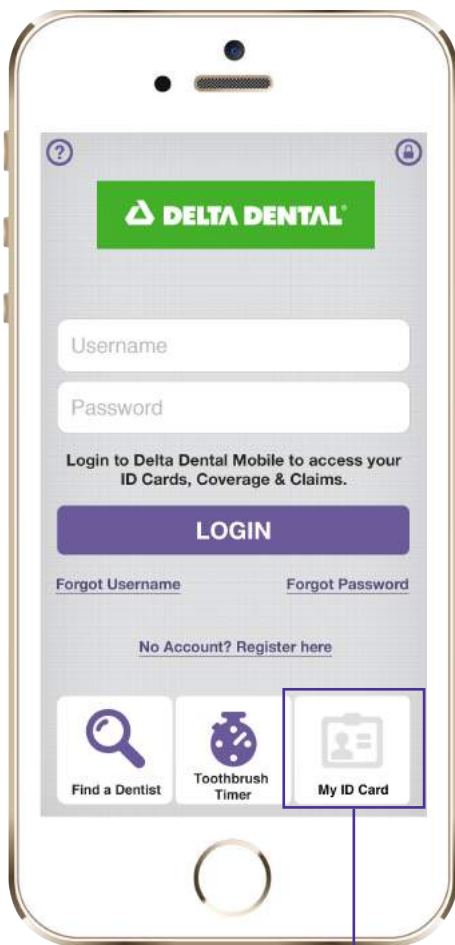 ?
DELTA DENTAL®
Username
Password
Login to Delta Dental Mobile to access your
ID Cards, Coverage & Claims.
LOGIN
Forgot Username
Forgot Password
No Account? Register here
Find a Dentist
Toothbrush
Timer
My ID Card